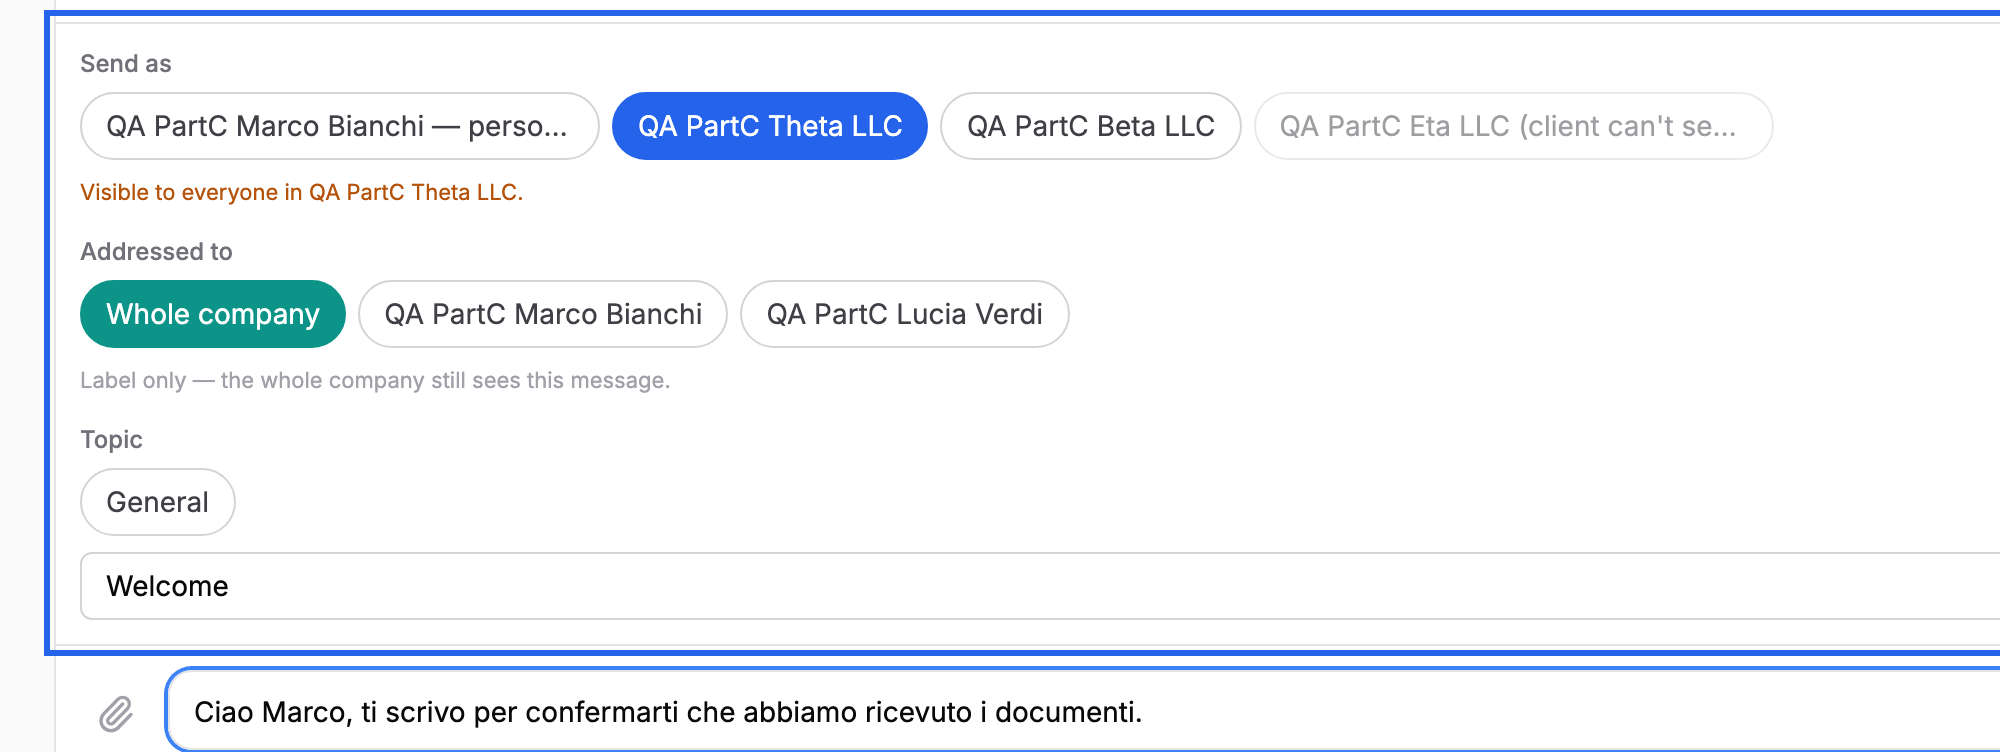 Send as
QA PartC Marco Bianchi — perso... QA PartC Theta LLC QA PartC Beta LLC QA PartC Eta LLC (client can't se...
Visible to everyone in QA PartC Theta LLC.
Addressed to
Whole company QA PartC Marco Bianchi QA PartC Lucia Verdi
Label only — the whole company still sees this message.
Topic
General
Welcome
Ciao Marco, ti scrivo per confermarti che abbiamo ricevuto i documenti.